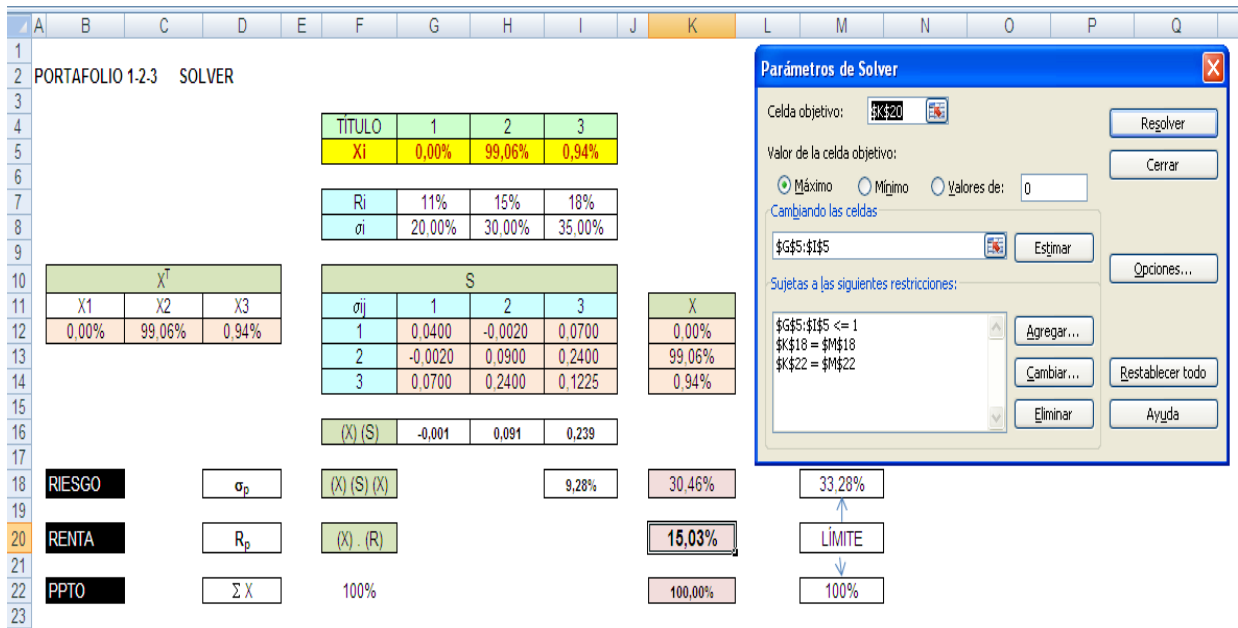 A B C D E F G H I J K L M N O P Q
1
2 PORTAFOLIO 1-2-3 SOLVER
3
4 TÍTULO 1 2 3
5 Xi 0,00% 99,06% 0,94%
6
7 Ri 11% 15% 18%
8 σi 20,00% 30,00% 35,00%
9
10 X^T S
11 X1 X2 X3 σij 1 2 3 X
12 0,00% 99,06% 0,94% 1 0,0400 -0,0020 0,0700 0,00%
13 2 -0,0020 0,0900 0,2400 99,06%
14 3 0,0700 0,2400 0,1225 0,94%
15
16 (X) (S) -0,001 0,091 0,239
17
18 RIESGO σp (X) (S) (X) 9,28% 30,46% 33,28%
19
20 RENTA Rp (X) . (R) 15,03% LÍMITE
21
22 PPTO Σ X 100% 100,00% 100%
23
Parámetros de Solver
Celda objetivo: $K$20 Resolver
Valor de la celda objetivo: Cerrar
Máximo Mínimo Valores de: 0
Cambiando las celdas
$G$5:$I$5 Estimar
Opciones...
Sujetas a las siguientes restricciones:
$G$5:$I$5 <= 1 Agregar...
$K$18 = $M$18
$K$22 = $M$22 Cambiar... Restablecer todo
Eliminar Ayuda